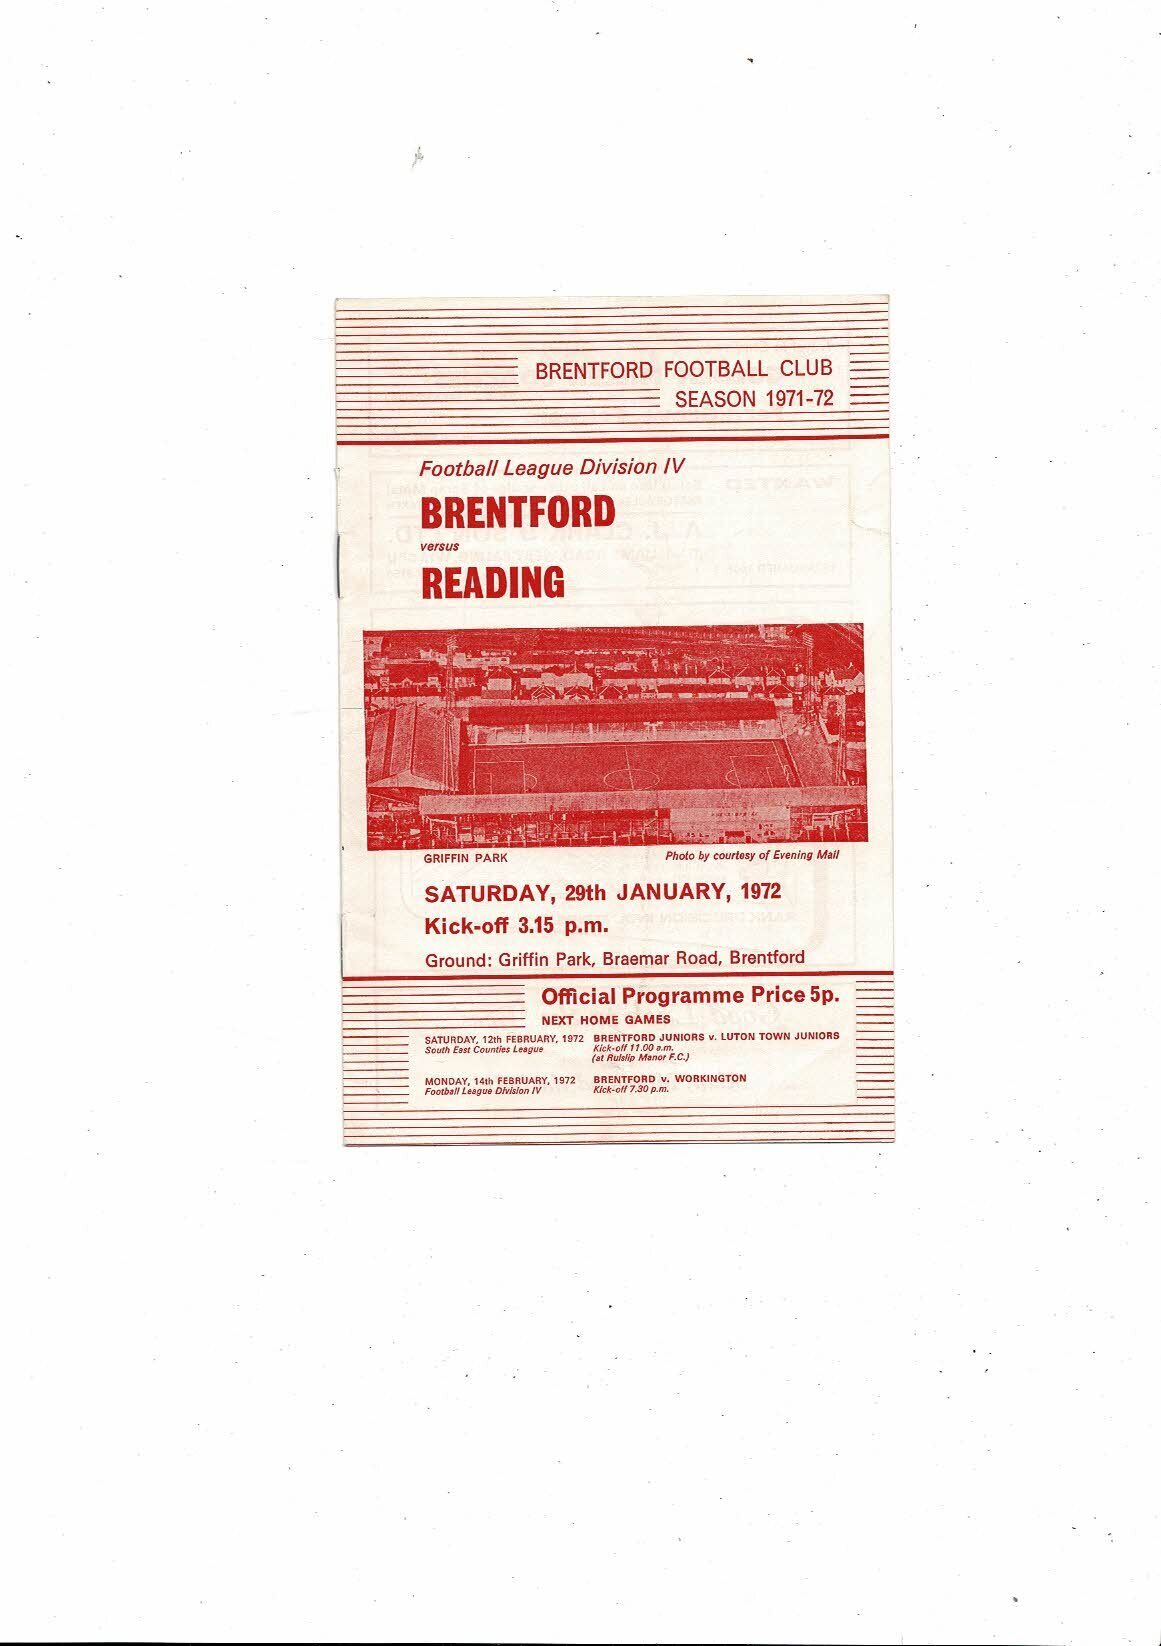 BRENTFORD FOOTBALL CLUB
SEASON 1971-72
Football League Division IV
BRENTFORD
versus
READING
GRIFFIN PARK
Photo by courtesy of Evening Mail
SATURDAY, 29th JANUARY, 1972
Kick-off 3.15 p.m.
Ground: Griffin Park, Braemar Road, Brentford
Official Programme Price 5p.
NEXT HOME GAMES
SATURDAY, 12th FEBRUARY, 1972 BRENTFORD JUNIORS v. LUTON TOWN JUNIORS
South East Counties League Kick-off 11.00 a.m.
(at Ruislip Manor F.C.)
MONDAY, 14th FEBRUARY, 1972 BRENTFORD v. WORKINGTON
Football League Division IV Kick-off 7.30 p.m.